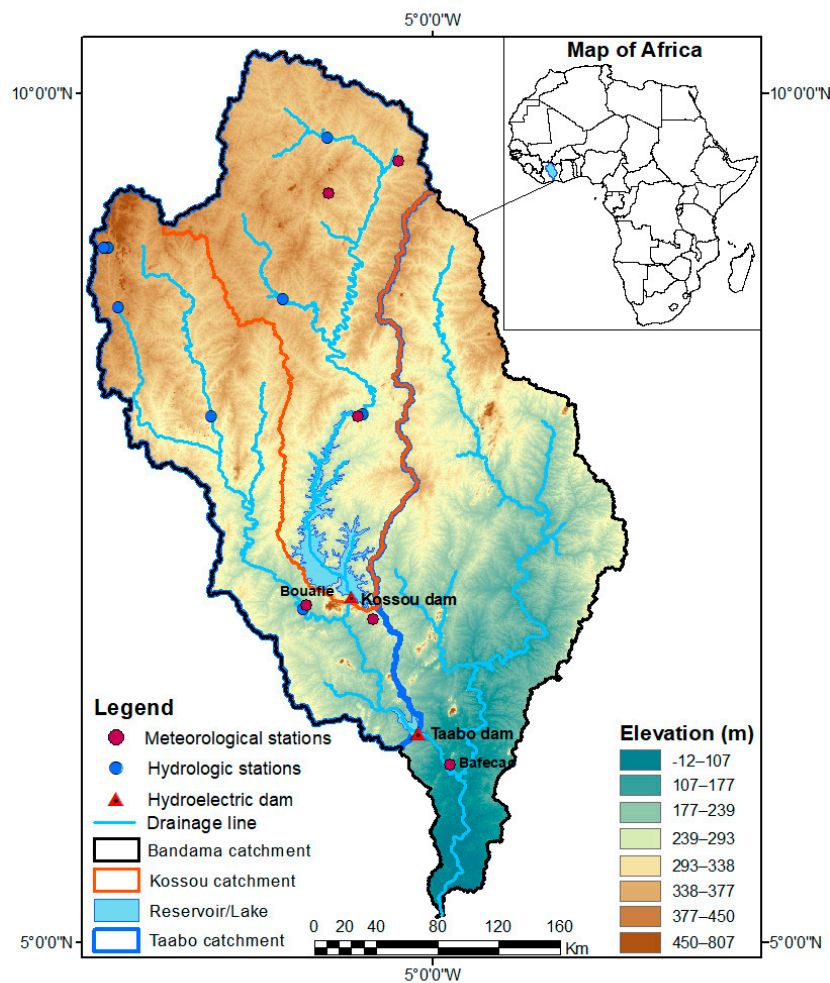 5°0'0"W
Map of Africa
10°0'0"N
10°0'0"N
Bouafle
Kossou dam
Taabo dam
Bafecao
Legend
Meteorological stations
Hydrologic stations
Hydroelectric dam
Drainage line
Bandama catchment
Kossou catchment
Reservoir/Lake
Taabo catchment
Elevation (m)
-12–107
107–177
177–239
239–293
293–338
338–377
377–450
450–807
0 20 40 80 120 160
Km
5°0'0"N
5°0'0"N
5°0'0"W